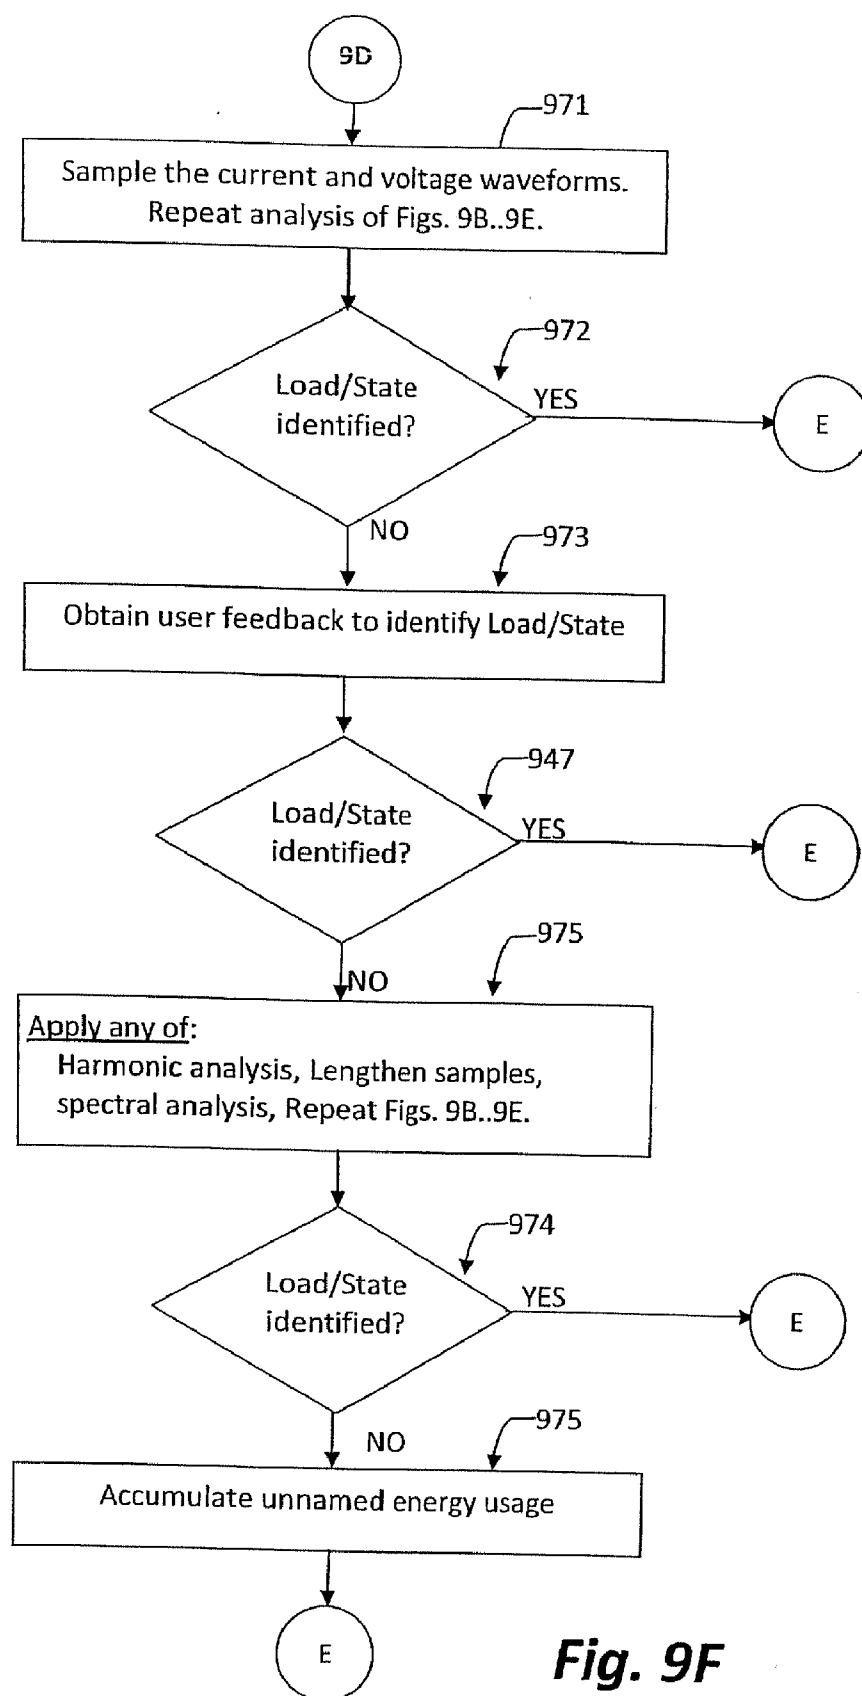 9D
971
Sample the current and voltage waveforms.
Repeat analysis of Figs. 9B..9E.
972
Load/State
identified?
YES
E
NO
973
Obtain user feedback to identify Load/State
947
Load/State
identified?
YES
E
975
NO
Apply any of:
Harmonic analysis, Lengthen samples,
spectral analysis, Repeat Figs. 9B..9E.
974
Load/State
identified?
YES
E
975
NO
Accumulate unnamed energy usage
E
Fig. 9F